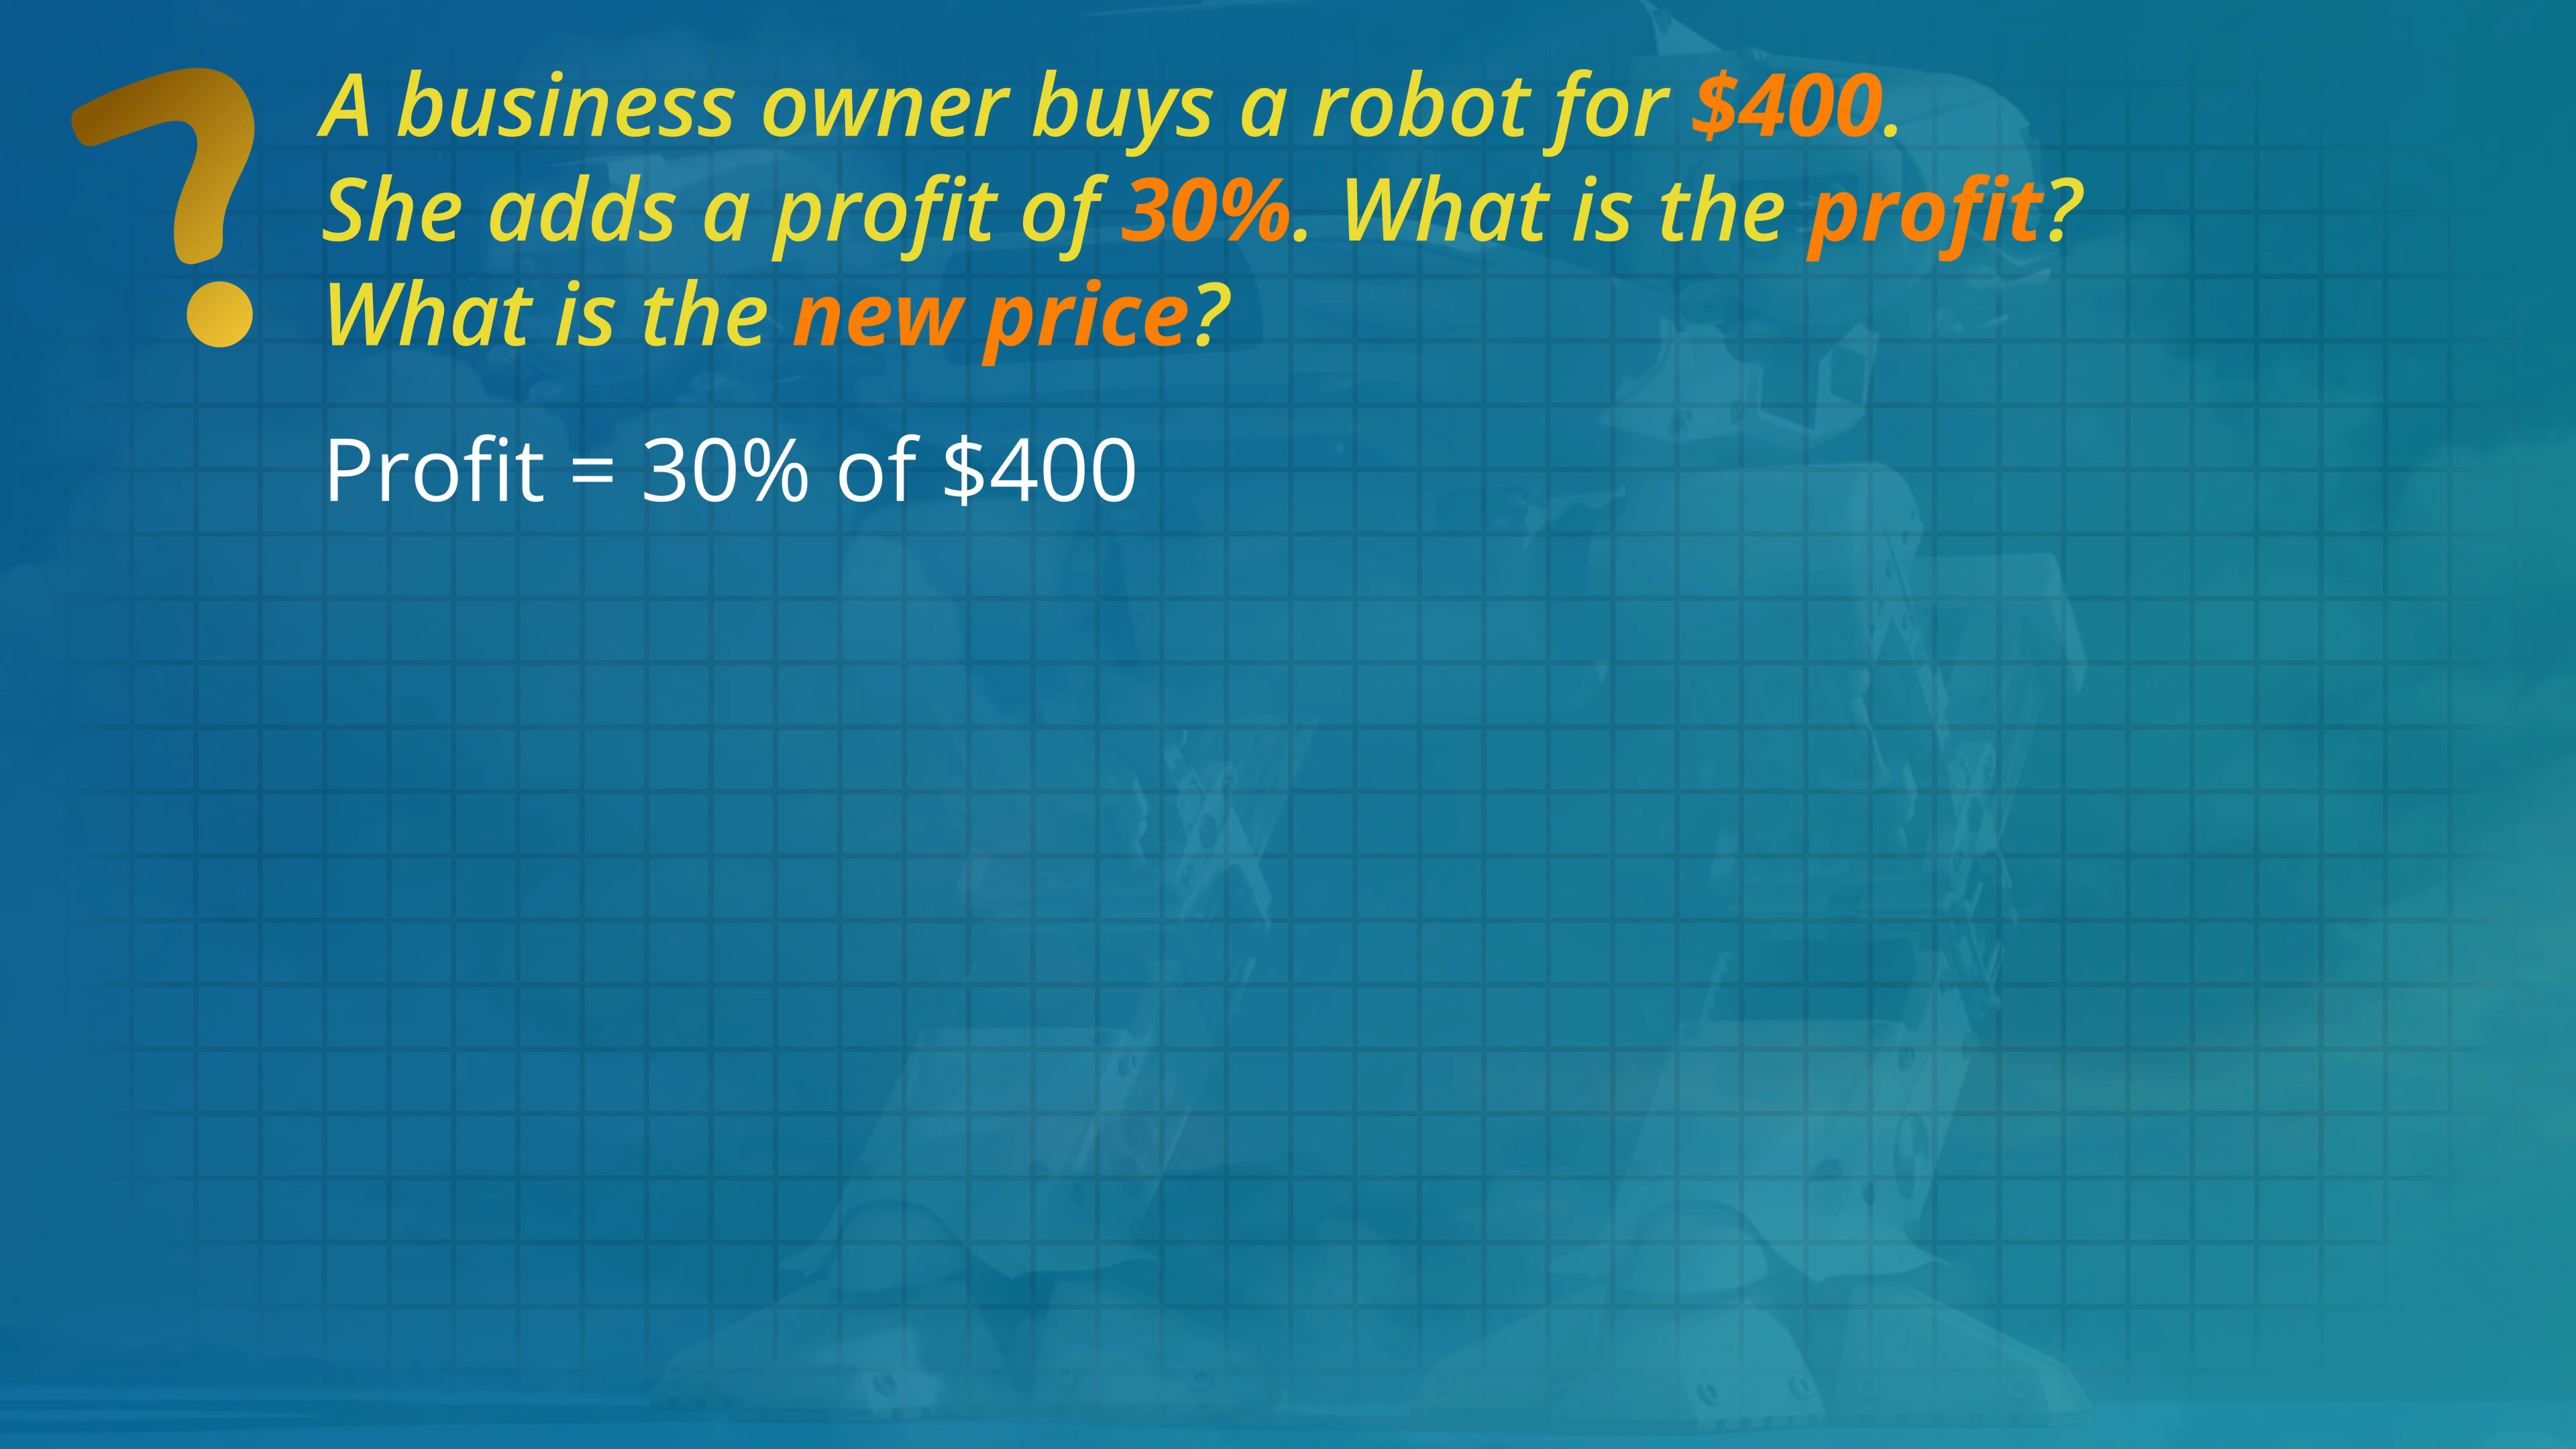 ?
A business owner buys a robot for $400.
She adds a profit of 30%. What is the profit?
What is the new price?
Profit = 30% of $400